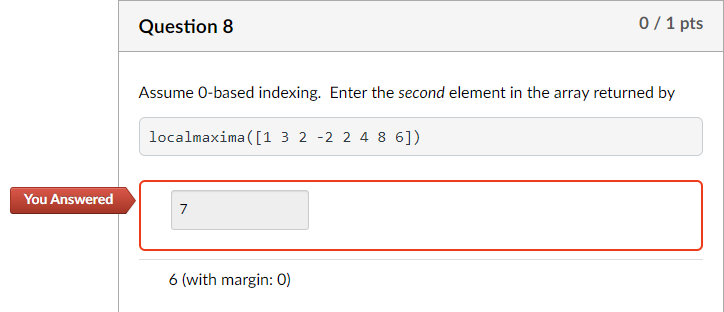 Question 8
0 / 1 pts
Assume 0-based indexing. Enter the second element in the array returned by
localmaxima([1 3 2 -2 2 4 8 6])
You Answered
7
6 (with margin: 0)